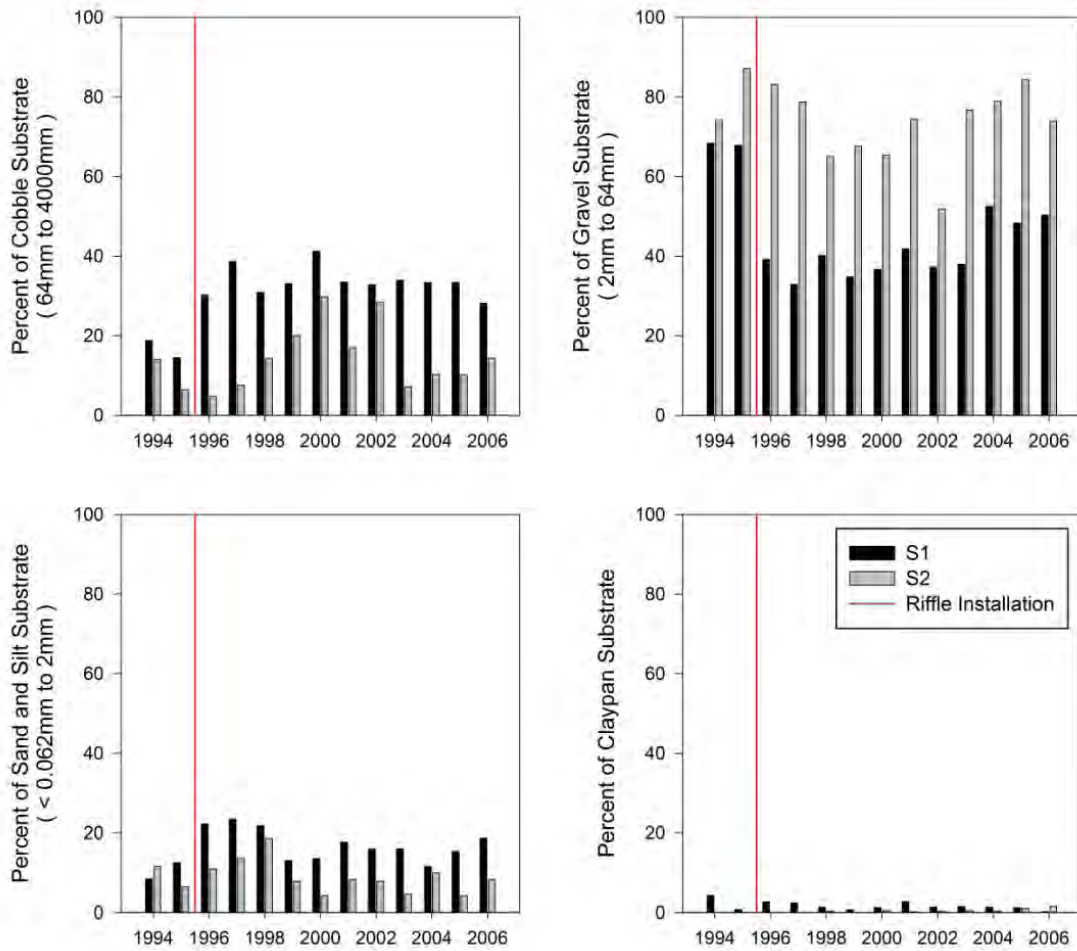 Percent of Cobble Substrate
( 64mm to 4000mm )
100
80
60
40
20
0
1994 1996 1998 2000 2002 2004 2006
Percent of Gravel Substrate
( 2mm to 64mm )
100
80
60
40
20
0
1994 1996 1998 2000 2002 2004 2006
Percent of Sand and Silt Substrate
( < 0.062mm to 2mm )
100
80
60
40
20
0
1994 1996 1998 2000 2002 2004 2006
Percent of Claypan Substrate
100
80
60
40
20
0
1994 1996 1998 2000 2002 2004 2006
S1
S2
Riffle Installation